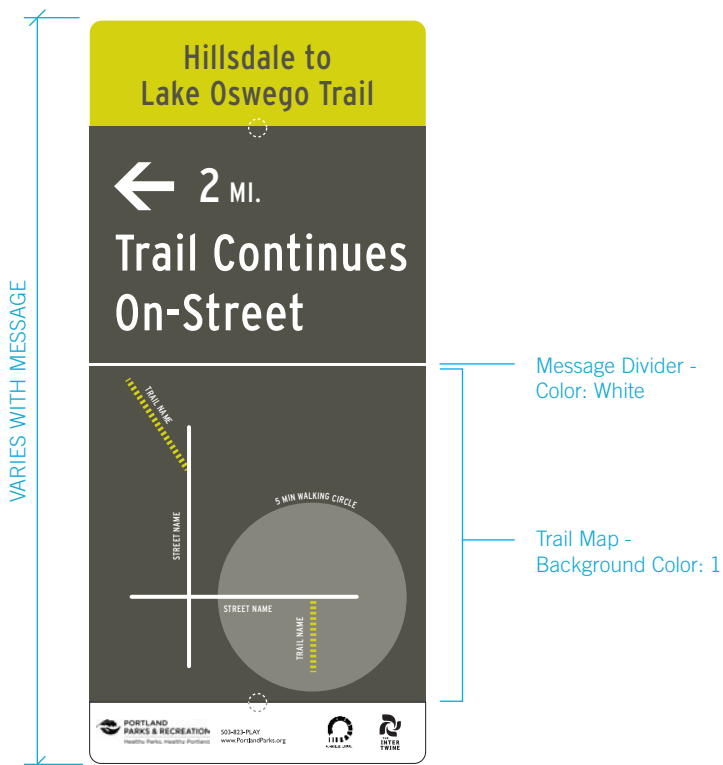 Hillsdale to
Lake Oswego Trail
2 MI.
Trail Continues
On-Street
VARIES WITH MESSAGE
Message Divider -
Color: White
TRAIL NAME
5 MIN WALKING CIRCLE
STREET NAME
Trail Map -
Background Color: 1
STREET NAME
TRAIL NAME
PORTLAND
PARKS & RECREATION
Healthy Parks, Healthy Portland
503-823-PLAY
www.PortlandParks.org
THE
INTER
TWINE